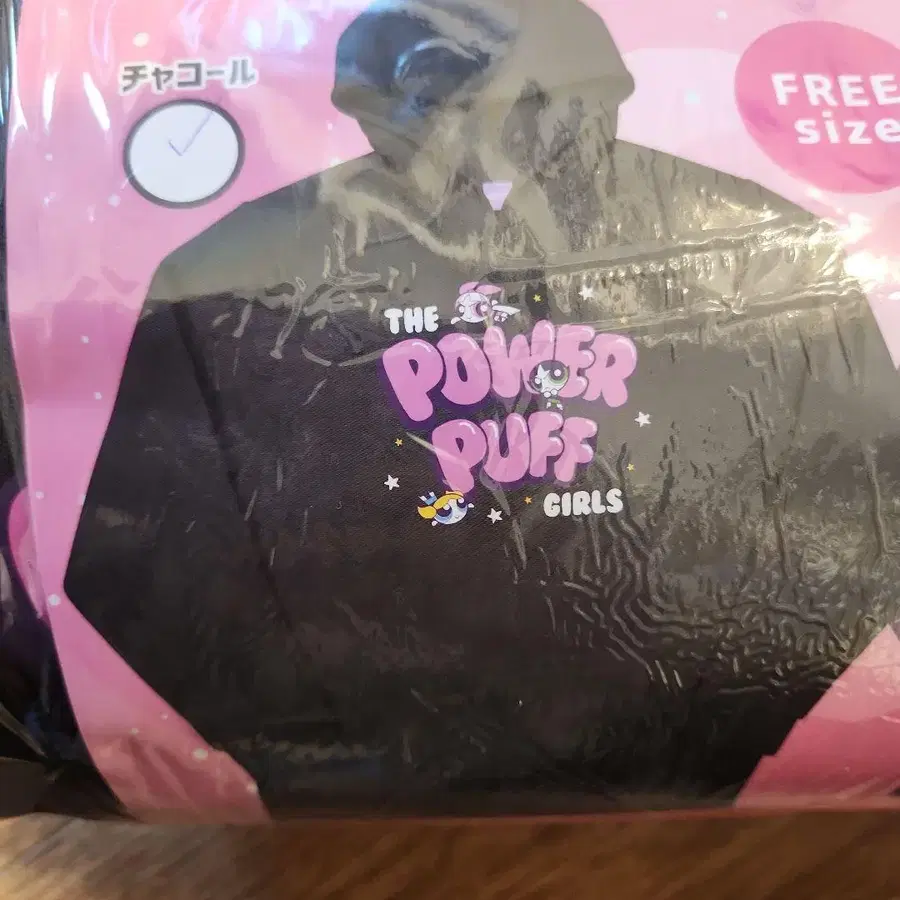 チャコール
FREE
size
THE
POWER
PUFF
GIRLS